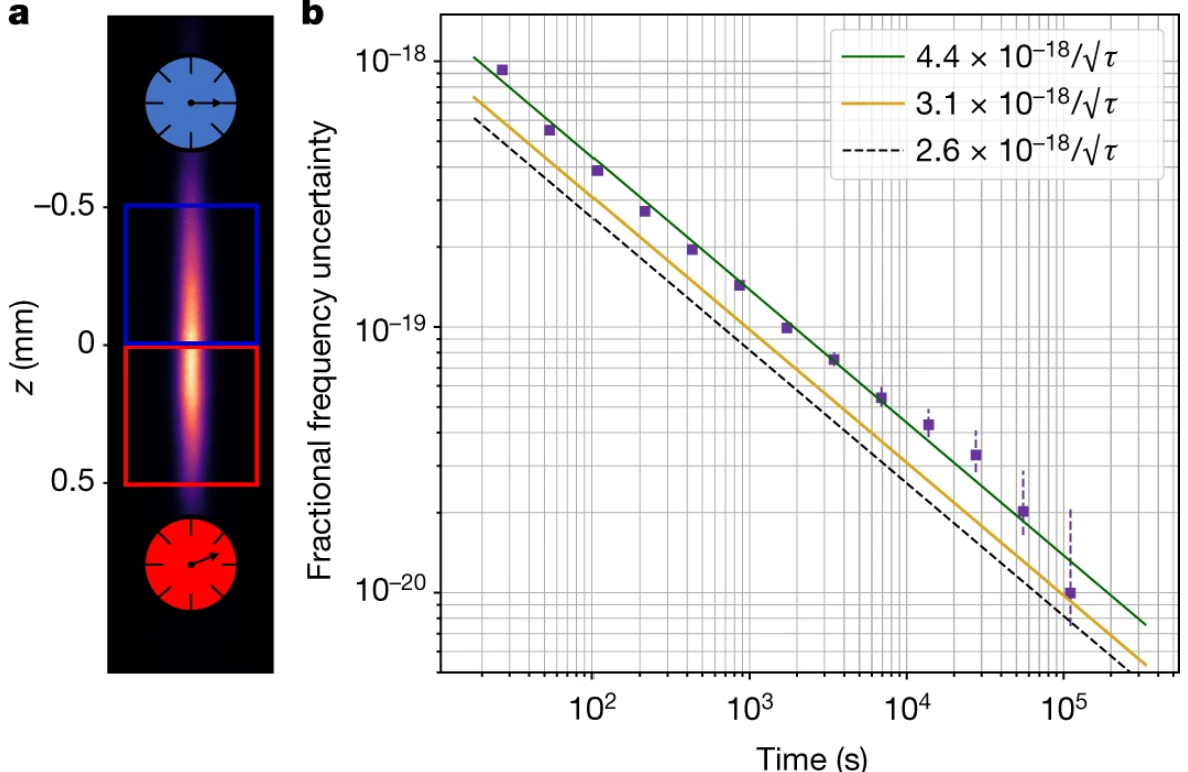 a
z (mm)
−0.5
0
0.5
b
Fractional frequency uncertainty
10⁻¹⁸
10⁻¹⁹
10⁻²⁰
4.4 × 10⁻¹⁸/√τ
3.1 × 10⁻¹⁸/√τ
2.6 × 10⁻¹⁸/√τ
10² 10³ 10⁴ 10⁵
Time (s)